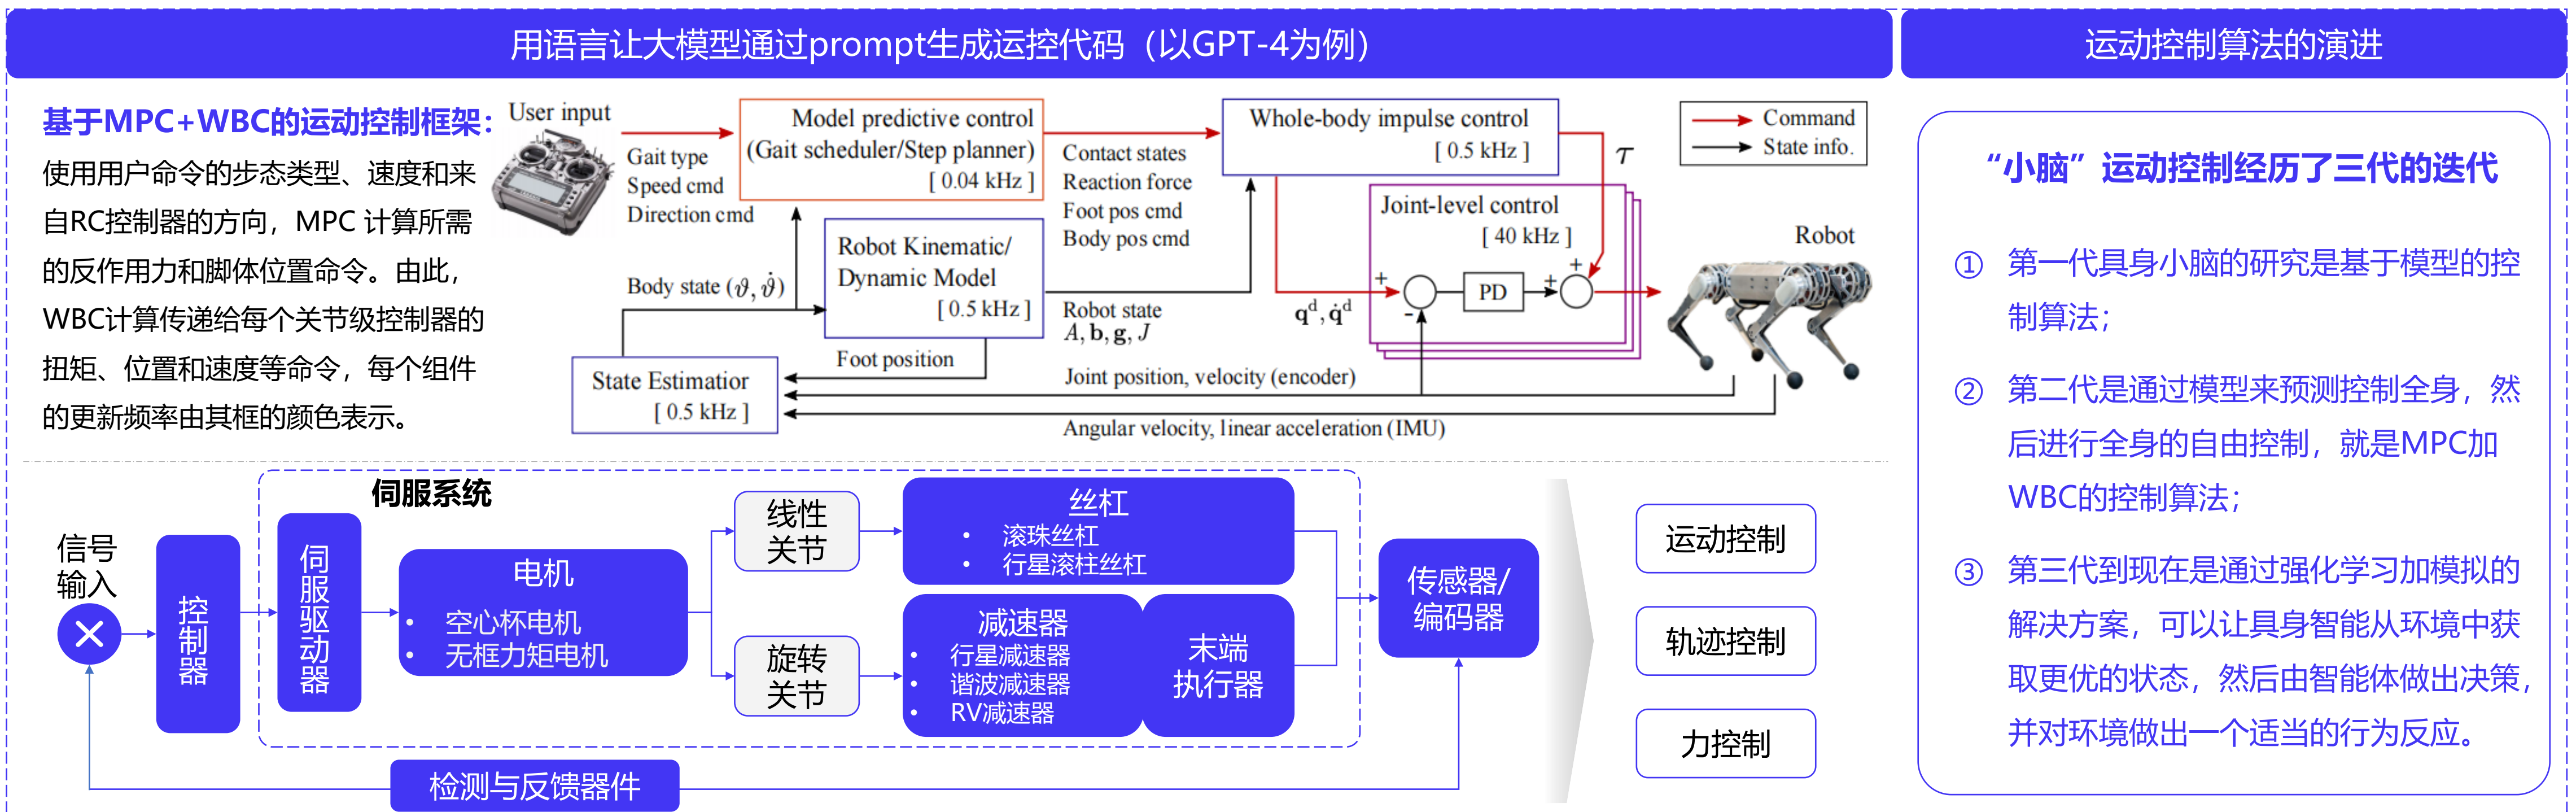 用语言让大模型通过prompt生成运控代码（以GPT-4为例）
基于MPC+WBC的运动控制框架：
使用用户命令的步态类型、速度和来
自RC控制器的方向，MPC 计算所需
的反作用力和脚体位置命令。由此，
WBC计算传递给每个关节级控制器的
扭矩、位置和速度等命令，每个组件
的更新频率由其框的颜色表示。
User input
Gait type
Speed cmd
Direction cmd
Model predictive control
(Gait scheduler/Step planner)
[ 0.04 kHz ]
Contact states
Reaction force
Foot pos cmd
Body pos cmd
Whole-body impulse control
[ 0.5 kHz ]
τ
Command
State info.
Body state (ϑ, ϑ̇)
Robot Kinematic/
Dynamic Model
[ 0.5 kHz ]
Robot state
A, b, g, J
Joint-level control
[ 40 kHz ]
+
-
PD
+
+
qᵈ, q̇ᵈ
Robot
State Estimatior
[ 0.5 kHz ]
Foot position
Joint position, velocity (encoder)
Angular velocity, linear acceleration (IMU)
伺服系统
信号
输入
控制器
伺服驱动器
电机
• 空心杯电机
• 无框力矩电机
线性
关节
旋转
关节
丝杠
• 滚珠丝杠
• 行星滚柱丝杠
减速器
• 行星减速器
• 谐波减速器
• RV减速器
末端
执行器
传感器/
编码器
检测与反馈器件
运动控制
轨迹控制
力控制
运动控制算法的演进
“小脑”运动控制经历了三代的迭代
① 第一代具身小脑的研究是基于模型的控
制算法；
② 第二代是通过模型来预测控制全身，然
后进行全身的自由控制，就是MPC加
WBC的控制算法；
③ 第三代到现在是通过强化学习加模拟的
解决方案，可以让具身智能从环境中获
取更优的状态，然后由智能体做出决策，
并对环境做出一个适当的行为反应。